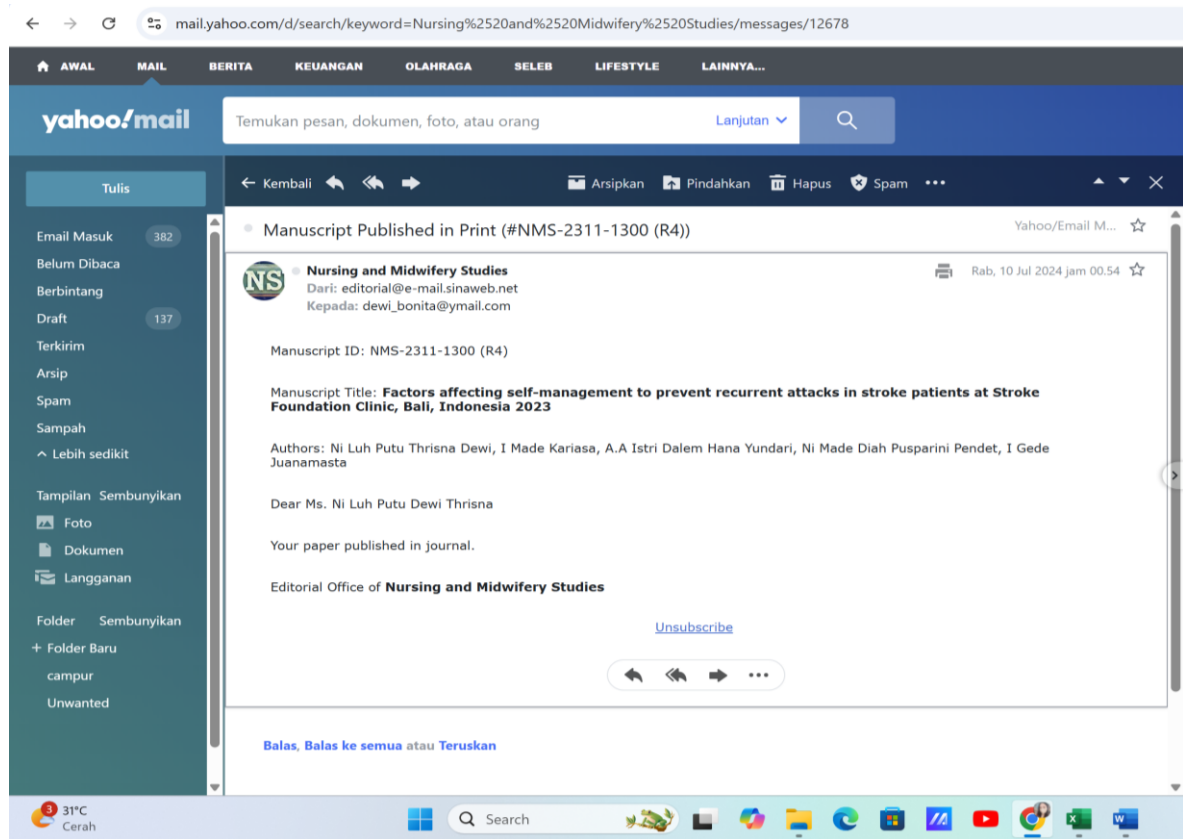 mail.yahoo.com/d/search/keyword=Nursing%2520and%2520Midwifery%2520Studies/messages/12678
AWAL MAIL BERITA KEUANGAN OLAHRAGA SELEB LIFESTYLE LAINNYA...
yahoo!mail
Temukan pesan, dokumen, foto, atau orang Lanjutan
Tulis
Kembali Arsipkan Pindahkan Hapus Spam
Email Masuk 382
Belum Dibaca
Berbintang
Draft 137
Terkirim
Arsip
Spam
Sampah
Lebih sedikit
Tampilan Sembunyikan
Foto
Dokumen
Langganan
Folder Sembunyikan
+ Folder Baru
campur
Unwanted
Manuscript Published in Print (#NMS-2311-1300 (R4))
Yahoo/Email M...
NS
Nursing and Midwifery Studies
Rab, 10 Jul 2024 jam 00.54
Dari: editorial@e-mail.sinaweb.net
Kepada: dewi_bonita@ymail.com
Manuscript ID: NMS-2311-1300 (R4)
Manuscript Title: Factors affecting self-management to prevent recurrent attacks in stroke patients at Stroke
Foundation Clinic, Bali, Indonesia 2023
Authors: Ni Luh Putu Thrisna Dewi, I Made Kariasa, A.A Istri Dalem Hana Yundari, Ni Made Diah Pusparini Pendet, I Gede
Juanamasta
Dear Ms. Ni Luh Putu Dewi Thrisna
Your paper published in journal.
Editorial Office of Nursing and Midwifery Studies
Unsubscribe
Balas, Balas ke semua atau Teruskan
3
31°C
Cerah
Search